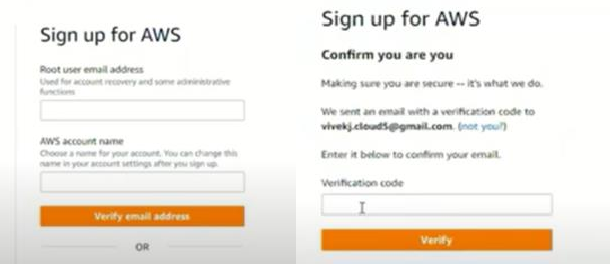 Sign up for AWS
Root user email address
Used for account recovery and some administrative
functions
AWS account name
Choose a name for your account. You can change this
name in your account settings after you sign up.
Verify email address
OR
Sign up for AWS
Confirm you are you
Making sure you are secure -- it's what we do.
We sent an email with a verification code to
vivekj.cloud5@gmail.com. (not you?)
Enter it below to confirm your email.
Verification code
Verify